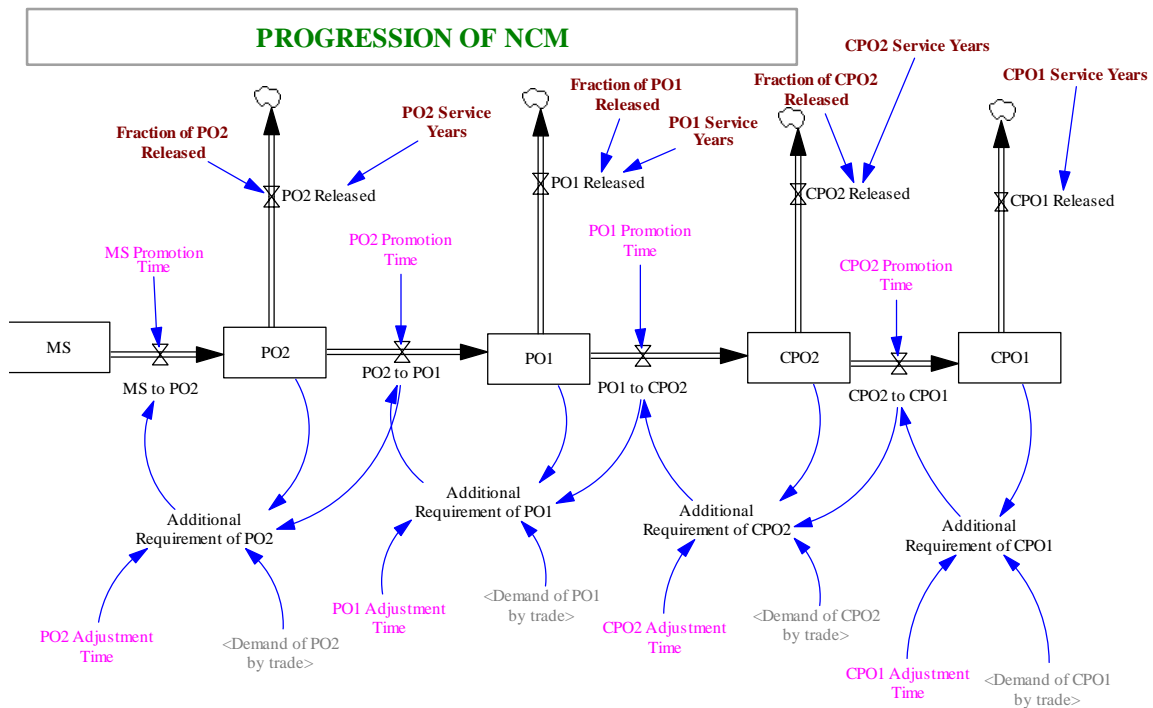 PROGRESSION OF NCM
CPO2 Service Years
CPO1 Service Years
Fraction of PO1
Released
Fraction of CPO2
Released
PO2 Service
Years
Fraction of PO2
Released
PO1 Service
Years
PO2 Released
PO1 Released
CPO2 Released
CPO1 Released
MS Promotion
Time
PO2 Promotion
Time
PO1 Promotion
Time
CPO2 Promotion
Time
MS
PO2
PO1
CPO2
CPO1
MS to PO2
PO2 to PO1
PO1 to CPO2
CPO2 to CPO1
Additional
Requirement of PO2
Additional
Requirement of PO1
Additional
Requirement of CPO2
Additional
Requirement of CPO1
PO2 Adjustment
Time
<Demand of PO2
by trade>
PO1 Adjustment
Time
<Demand of PO1
by trade>
CPO2 Adjustment
Time
<Demand of CPO2
by trade>
CPO1 Adjustment
Time
<Demand of CPO1
by trade>